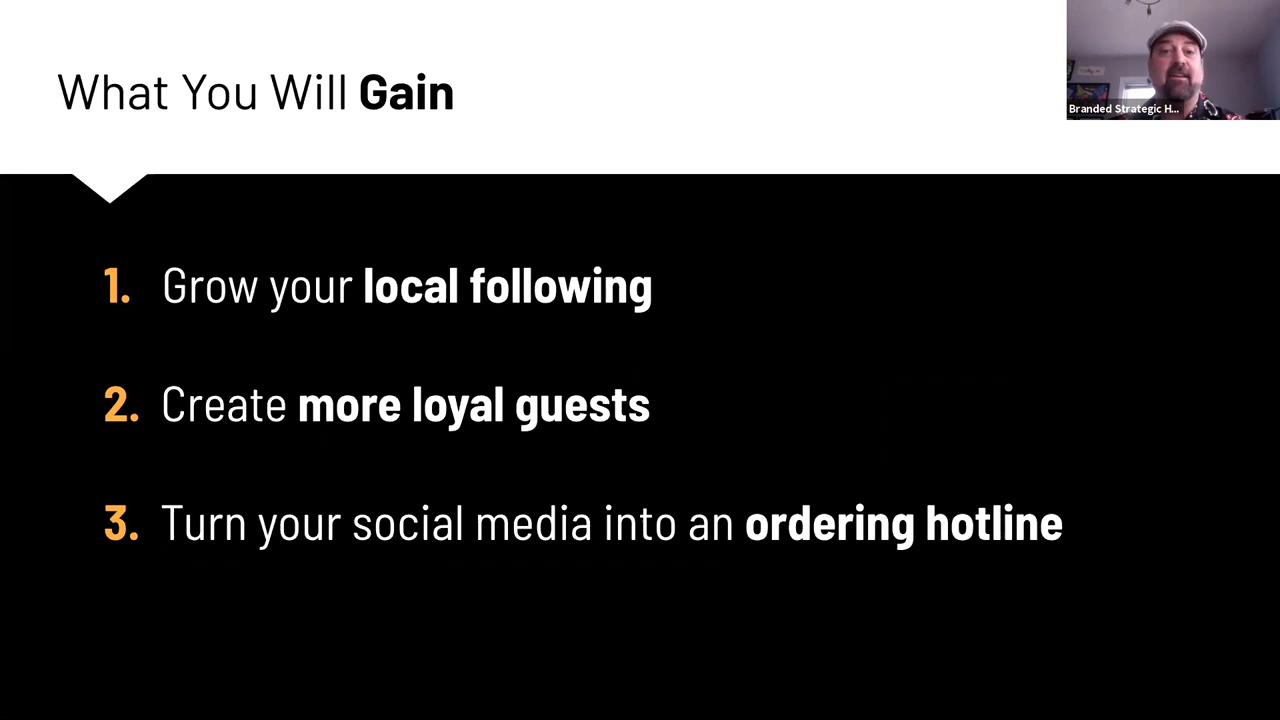 What You Will Gain
Branded Strategic H...
1. Grow your local following
2. Create more loyal guests
3. Turn your social media into an ordering hotline